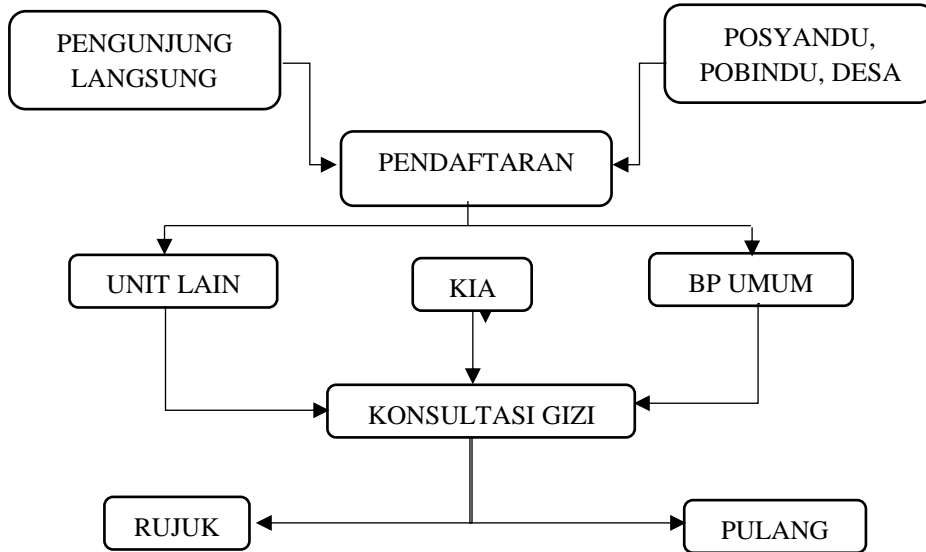 PENGUNJUNG
LANGSUNG
POSYANDU,
POBINDU, DESA
PENDAFTARAN
UNIT LAIN
KIA
BP UMUM
KONSULTASI GIZI
RUJUK
PULANG